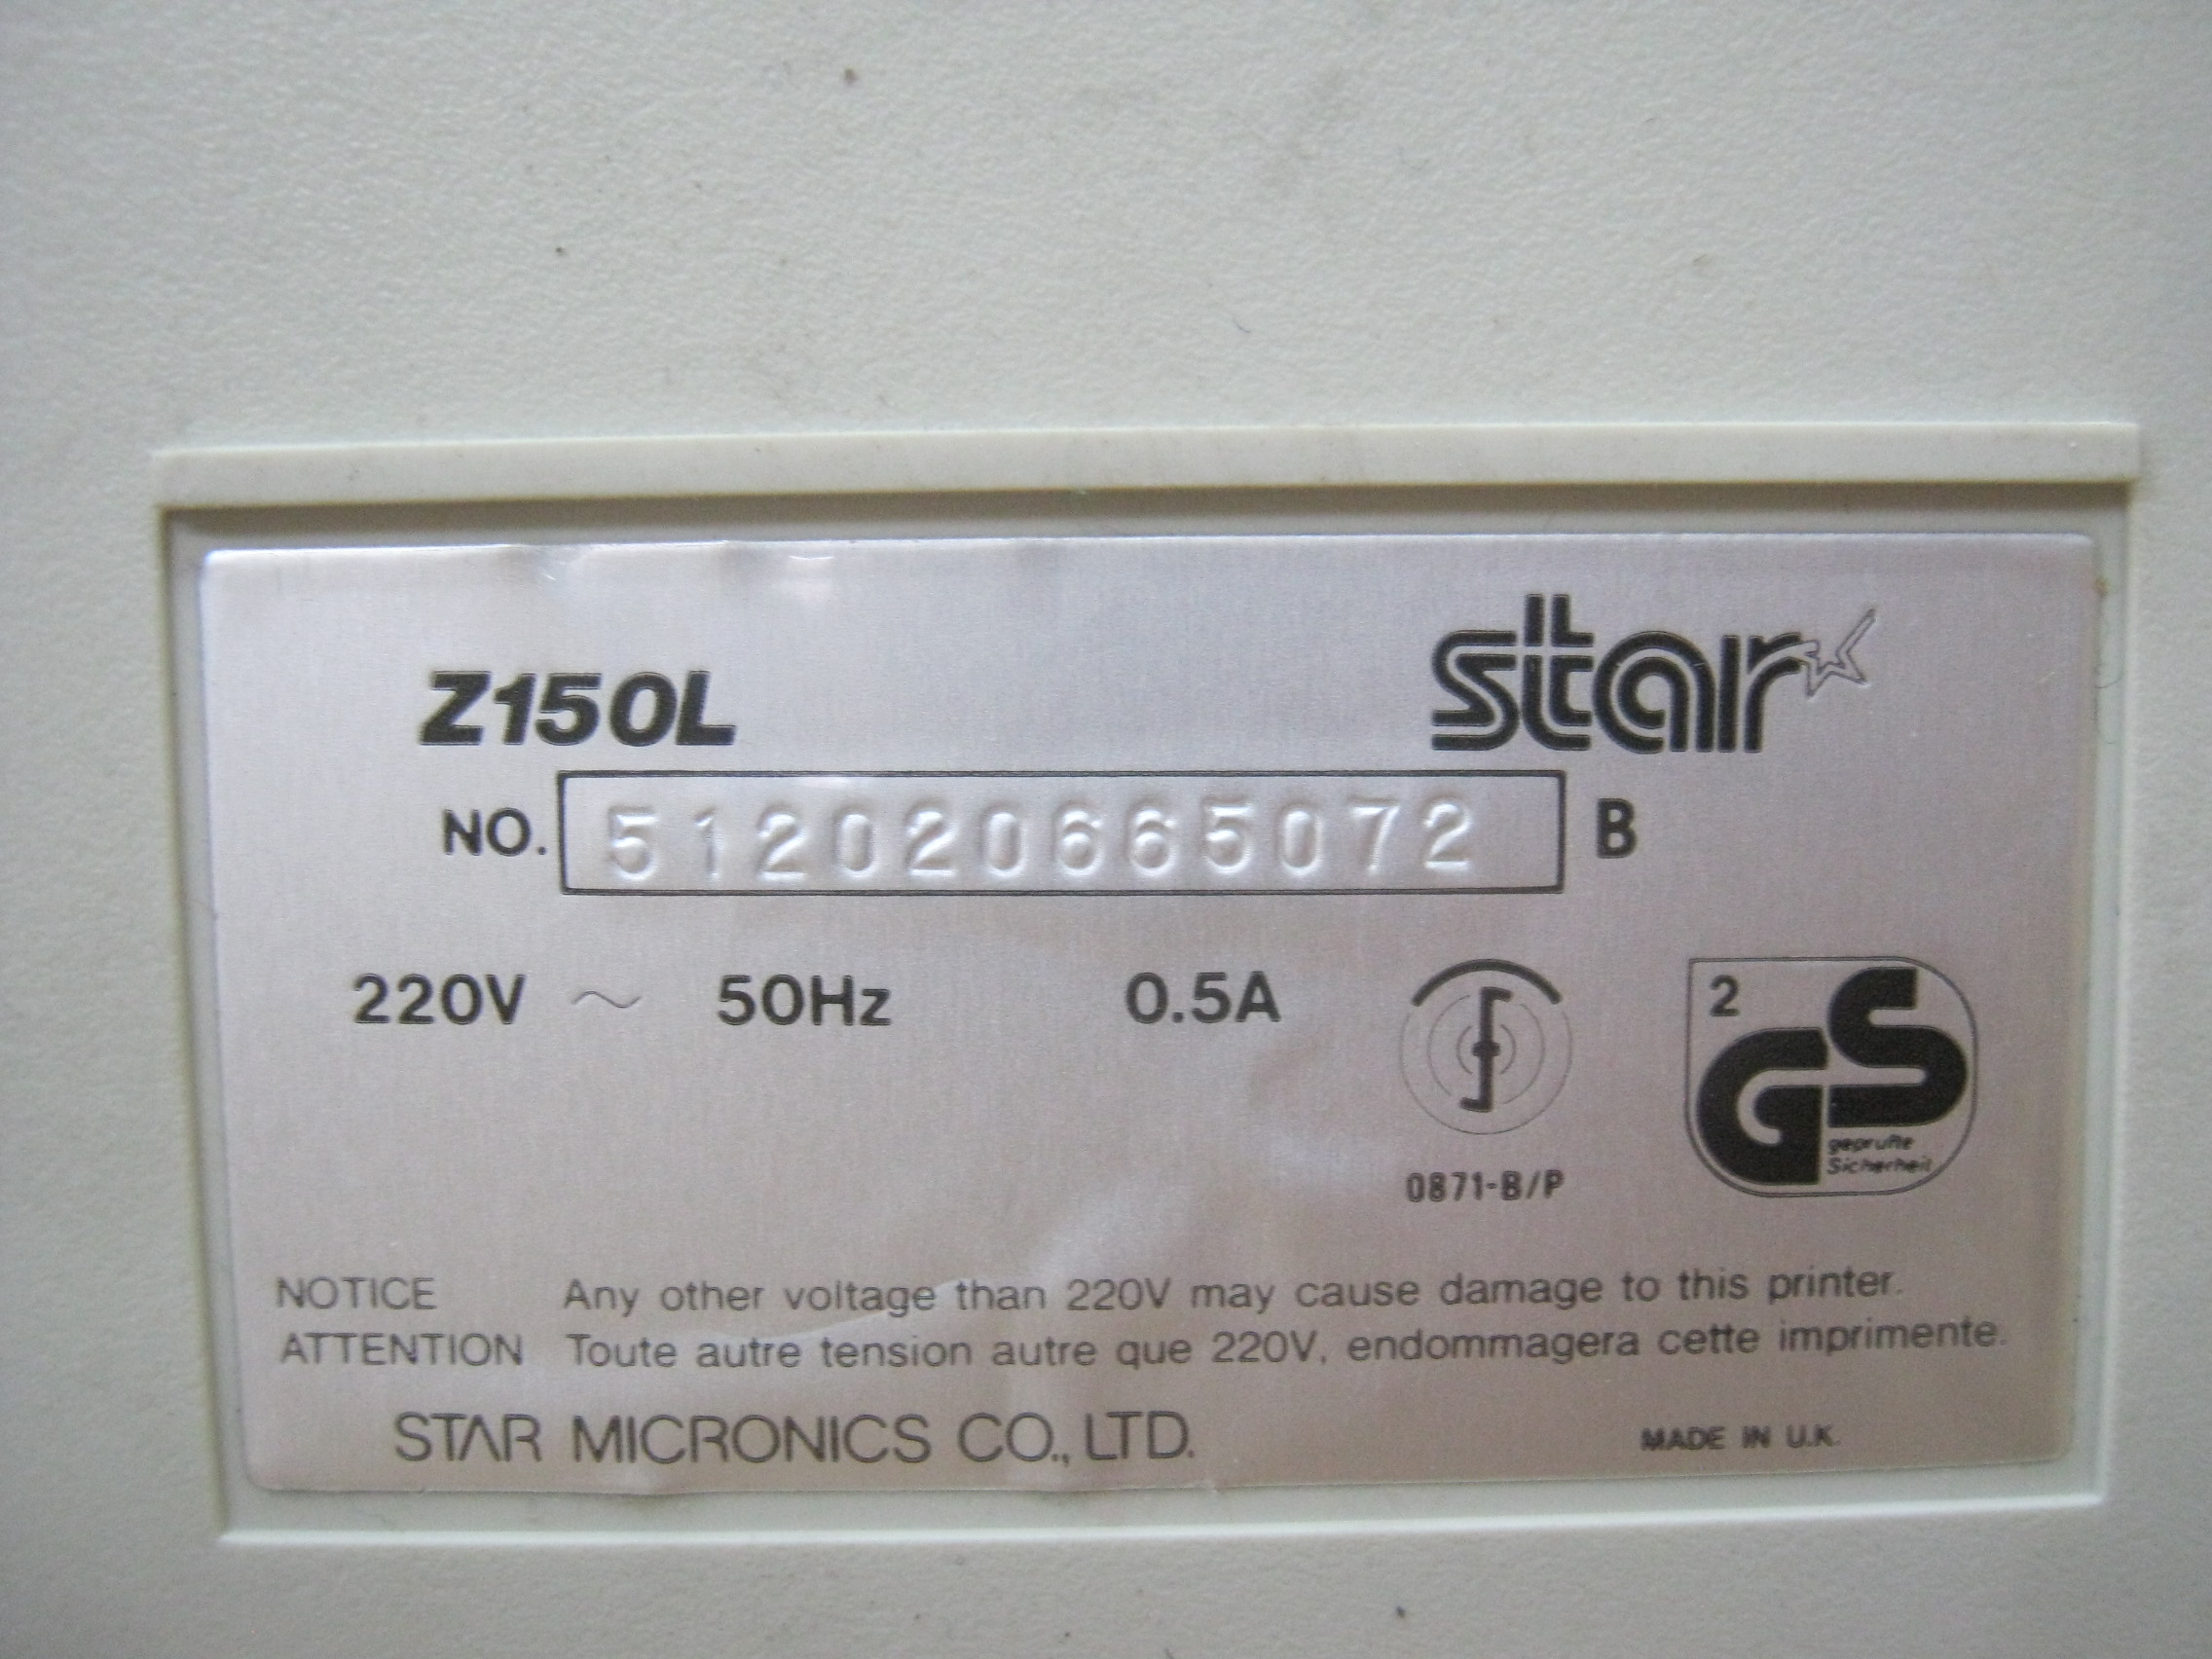 Z150L
star
NO. 512020665072 B
220V ~ 50Hz 0.5A
2
GS
geprüfte
Sicherheit
0871-B/P
NOTICE Any other voltage than 220V may cause damage to this printer.
ATTENTION Toute autre tension autre que 220V, endommagera cette imprimente.
STAR MICRONICS CO., LTD.
MADE IN U.K.